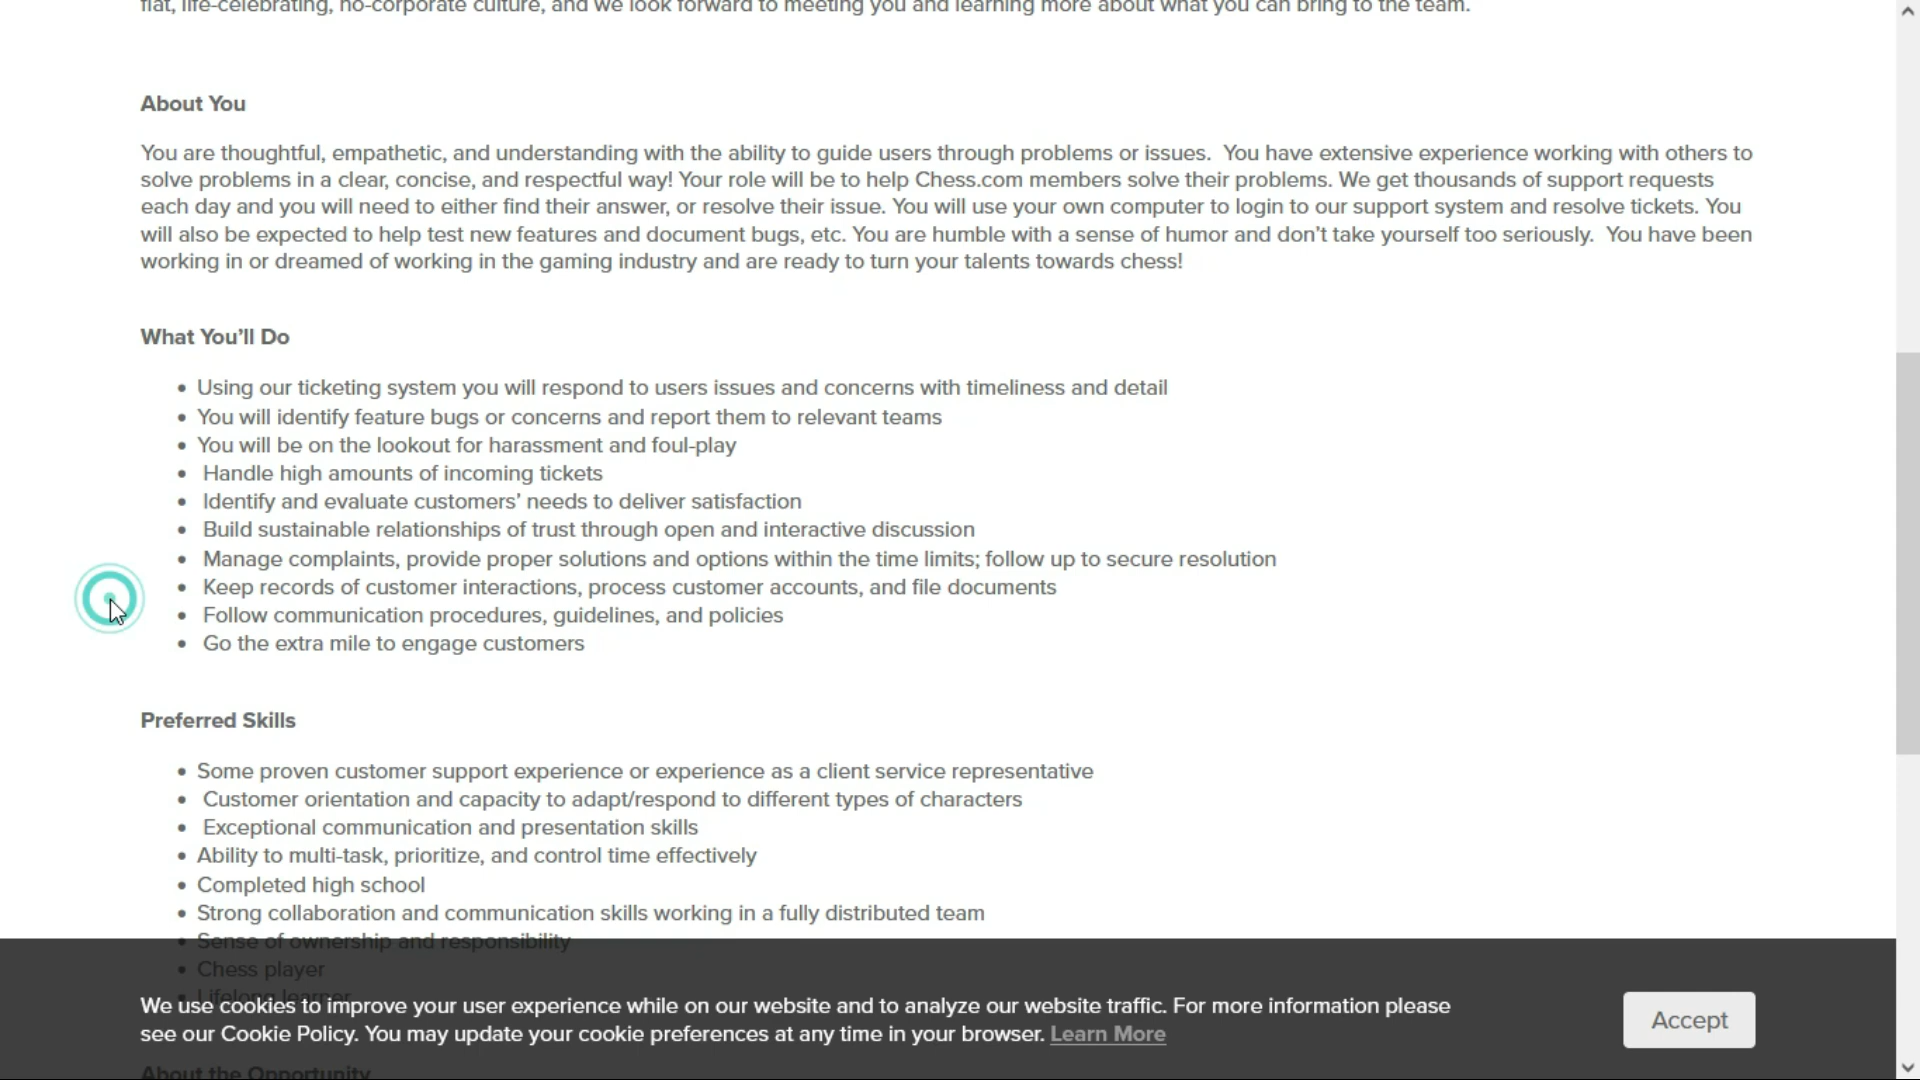 flat, life-celebrating, no-corporate culture, and we look forward to meeting you and learning more about what you can bring to the team.
About You
You are thoughtful, empathetic, and understanding with the ability to guide users through problems or issues.  You have extensive experience working with others to
solve problems in a clear, concise, and respectful way! Your role will be to help Chess.com members solve their problems. We get thousands of support requests
each day and you will need to either find their answer, or resolve their issue. You will use your own computer to login to our support system and resolve tickets. You
will also be expected to help test new features and document bugs, etc. You are humble with a sense of humor and don’t take yourself too seriously.  You have been
working in or dreamed of working in the gaming industry and are ready to turn your talents towards chess!
What You’ll Do
• Using our ticketing system you will respond to users issues and concerns with timeliness and detail
• You will identify feature bugs or concerns and report them to relevant teams
• You will be on the lookout for harassment and foul-play
• Handle high amounts of incoming tickets
• Identify and evaluate customers’ needs to deliver satisfaction
• Build sustainable relationships of trust through open and interactive discussion
• Manage complaints, provide proper solutions and options within the time limits; follow up to secure resolution
• Keep records of customer interactions, process customer accounts, and file documents
• Follow communication procedures, guidelines, and policies
• Go the extra mile to engage customers
Preferred Skills
• Some proven customer support experience or experience as a client service representative
• Customer orientation and capacity to adapt/respond to different types of characters
• Exceptional communication and presentation skills
• Ability to multi-task, prioritize, and control time effectively
• Completed high school
• Strong collaboration and communication skills working in a fully distributed team
• Sense of ownership and responsibility
• Chess player
• Lifelong learner
We use cookies to improve your user experience while on our website and to analyze our website traffic. For more information please
see our Cookie Policy. You may update your cookie preferences at any time in your browser. Learn More
Accept
About the Opportunity